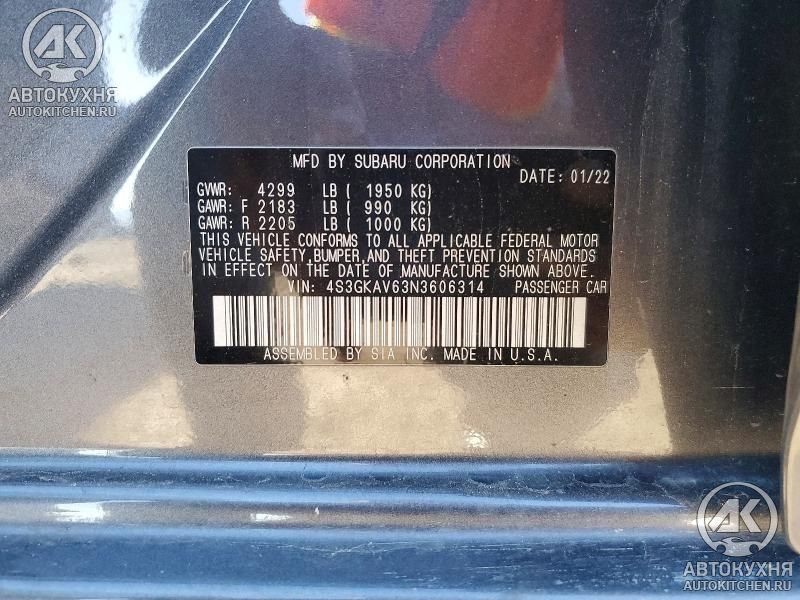 AK
АВТОКУХНЯ
AUTOKITCHEN.RU
MFD BY SUBARU CORPORATION
DATE: 01/22
GVWR: 4299 LB ( 1950 KG)
GAWR: F 2183 LB ( 990 KG)
GAWR: R 2205 LB ( 1000 KG)
THIS VEHICLE CONFORMS TO ALL APPLICABLE FEDERAL MOTOR
VEHICLE SAFETY, BUMPER, AND THEFT PREVENTION STANDARDS
IN EFFECT ON THE DATE OF MANUFACTURE SHOWN ABOVE.
VIN: 4S3GKAV63N3606314 PASSENGER CAR
ASSEMBLED BY SIA INC. MADE IN U.S.A.
AK
АВТОКУХНЯ
AUTOKITCHEN.RU